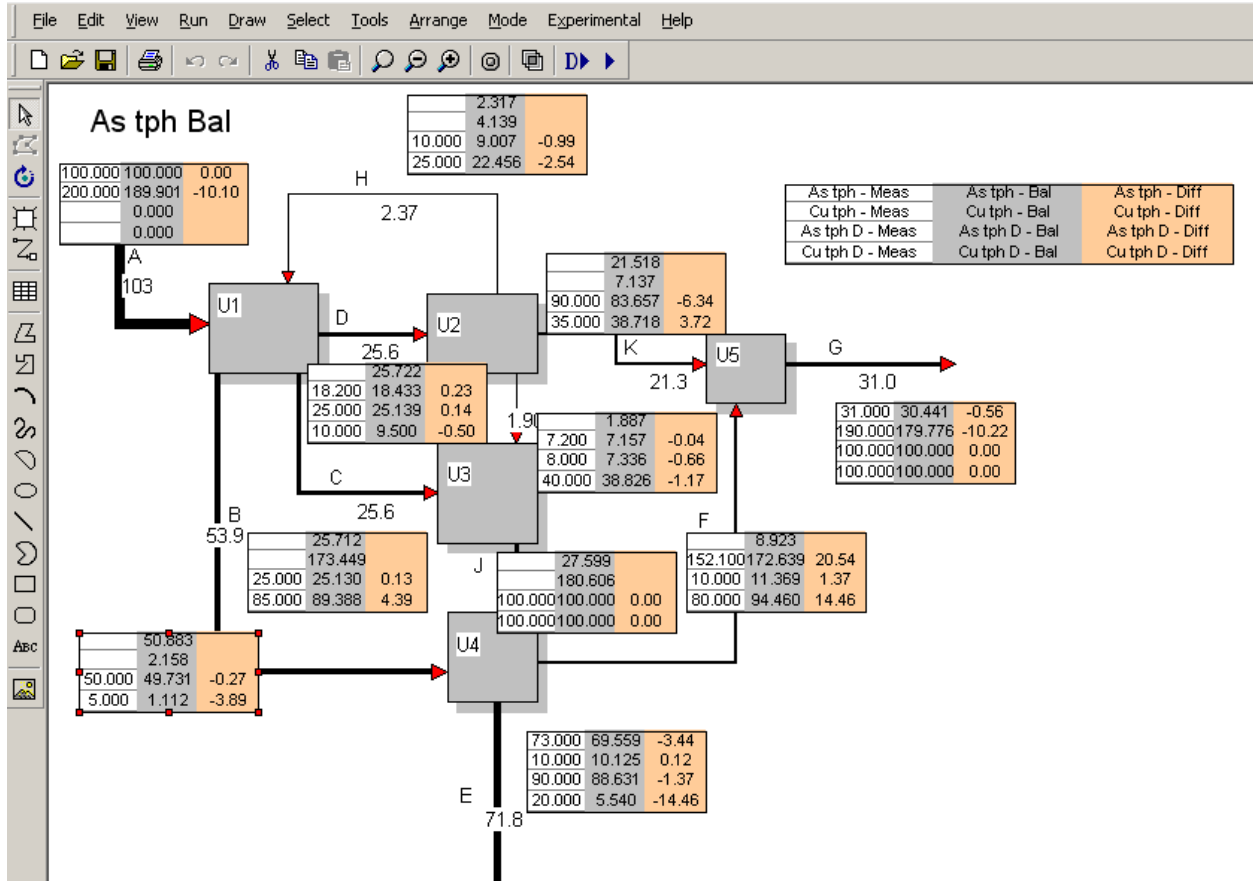 File Edit View Run Draw Select Tools Arrange Mode Experimental Help
D
ABC
As tph Bal
2.317
4.139
10.000 9.007 -0.99
25.000 22.456 -2.54
100.000 100.000 0.00
200.000 189.901 -10.10
0.000
0.000
As tph - Meas As tph - Bal As tph - Diff
Cu tph - Meas Cu tph - Bal Cu tph - Diff
As tph D - Meas As tph D - Bal As tph D - Diff
Cu tph D - Meas Cu tph D - Bal Cu tph D - Diff
H
2.37
A
103
U1
D
25.6
U2
21.518
7.137
90.000 83.657 -6.34
35.000 38.718 3.72
K
21.3
U5
G
31.0
25.722
18.200 18.433 0.23
25.000 25.139 0.14
10.000 9.500 -0.50
1.90
1.887
7.200 7.157 -0.04
8.000 7.336 -0.66
40.000 38.826 -1.17
31.000 30.441 -0.56
190.000 179.776 -10.22
100.000 100.000 0.00
100.000 100.000 0.00
C
25.6
U3
B
53.9
25.712
173.449
25.000 25.130 0.13
85.000 89.388 4.39
J
27.599
180.606
100.000 100.000 0.00
100.000 100.000 0.00
F
8.923
152.100 172.639 20.54
10.000 11.369 1.37
80.000 94.460 14.46
50.883
2.158
50.000 49.731 -0.27
5.000 1.112 -3.89
U4
73.000 69.559 -3.44
10.000 10.125 0.12
90.000 88.631 -1.37
20.000 5.540 -14.46
E
71.8